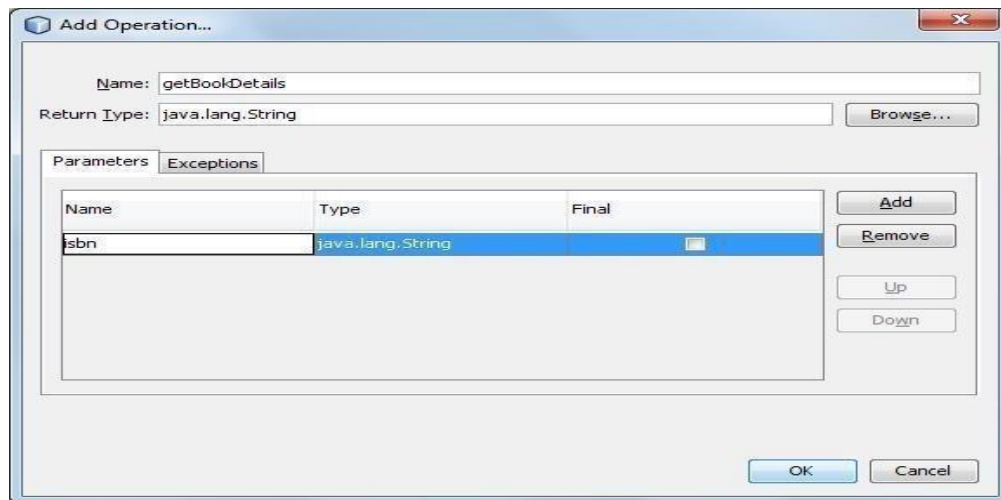 Add Operation...
Name: getBookDetails
Return Type: java.lang.String Browse...
Parameters Exceptions
Name Type Final Add
isbn java.lang.String Remove
Up
Down
OK Cancel